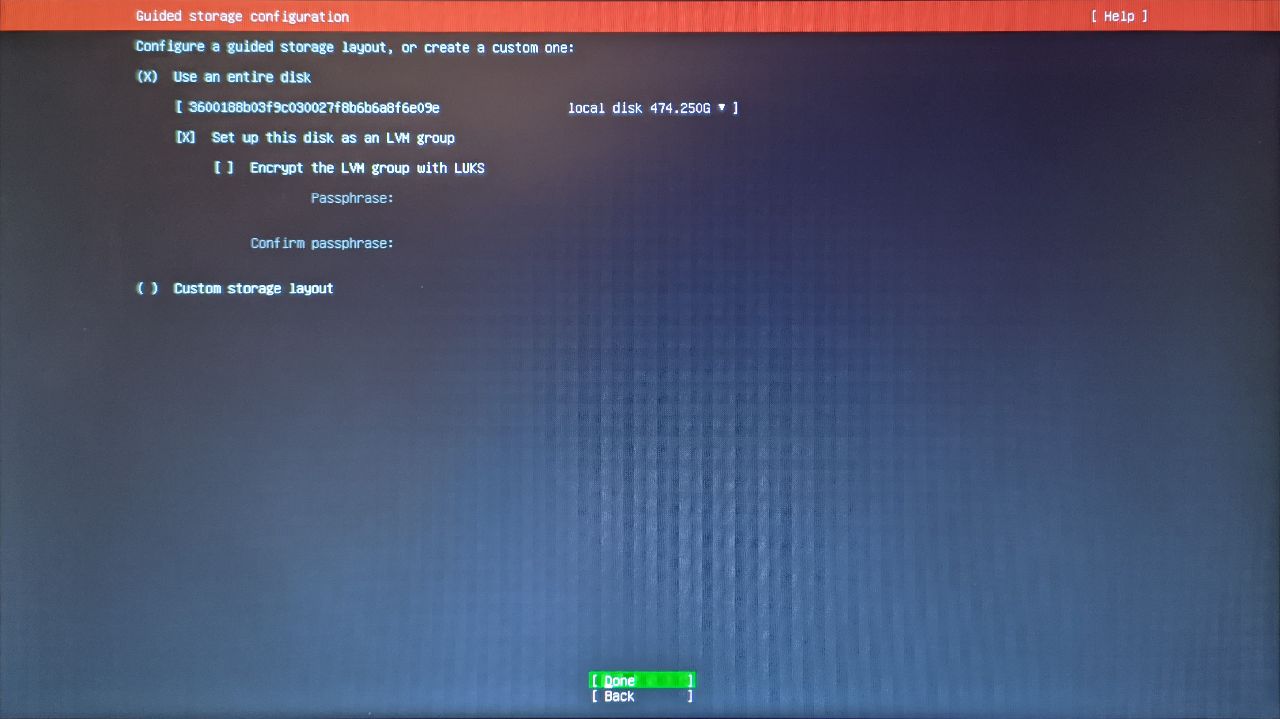 Guided storage configuration [ Help ]
Configure a guided storage layout, or create a custom one:
(X) Use an entire disk
[ 3600188b03f9c030027f8b6b6a8f6e09e local disk 474.250G ▼ ]
[X] Set up this disk as an LVM group
[ ] Encrypt the LVM group with LUKS
Passphrase:
Confirm passphrase:
( ) Custom storage layout
[ Done ]
[ Back ]